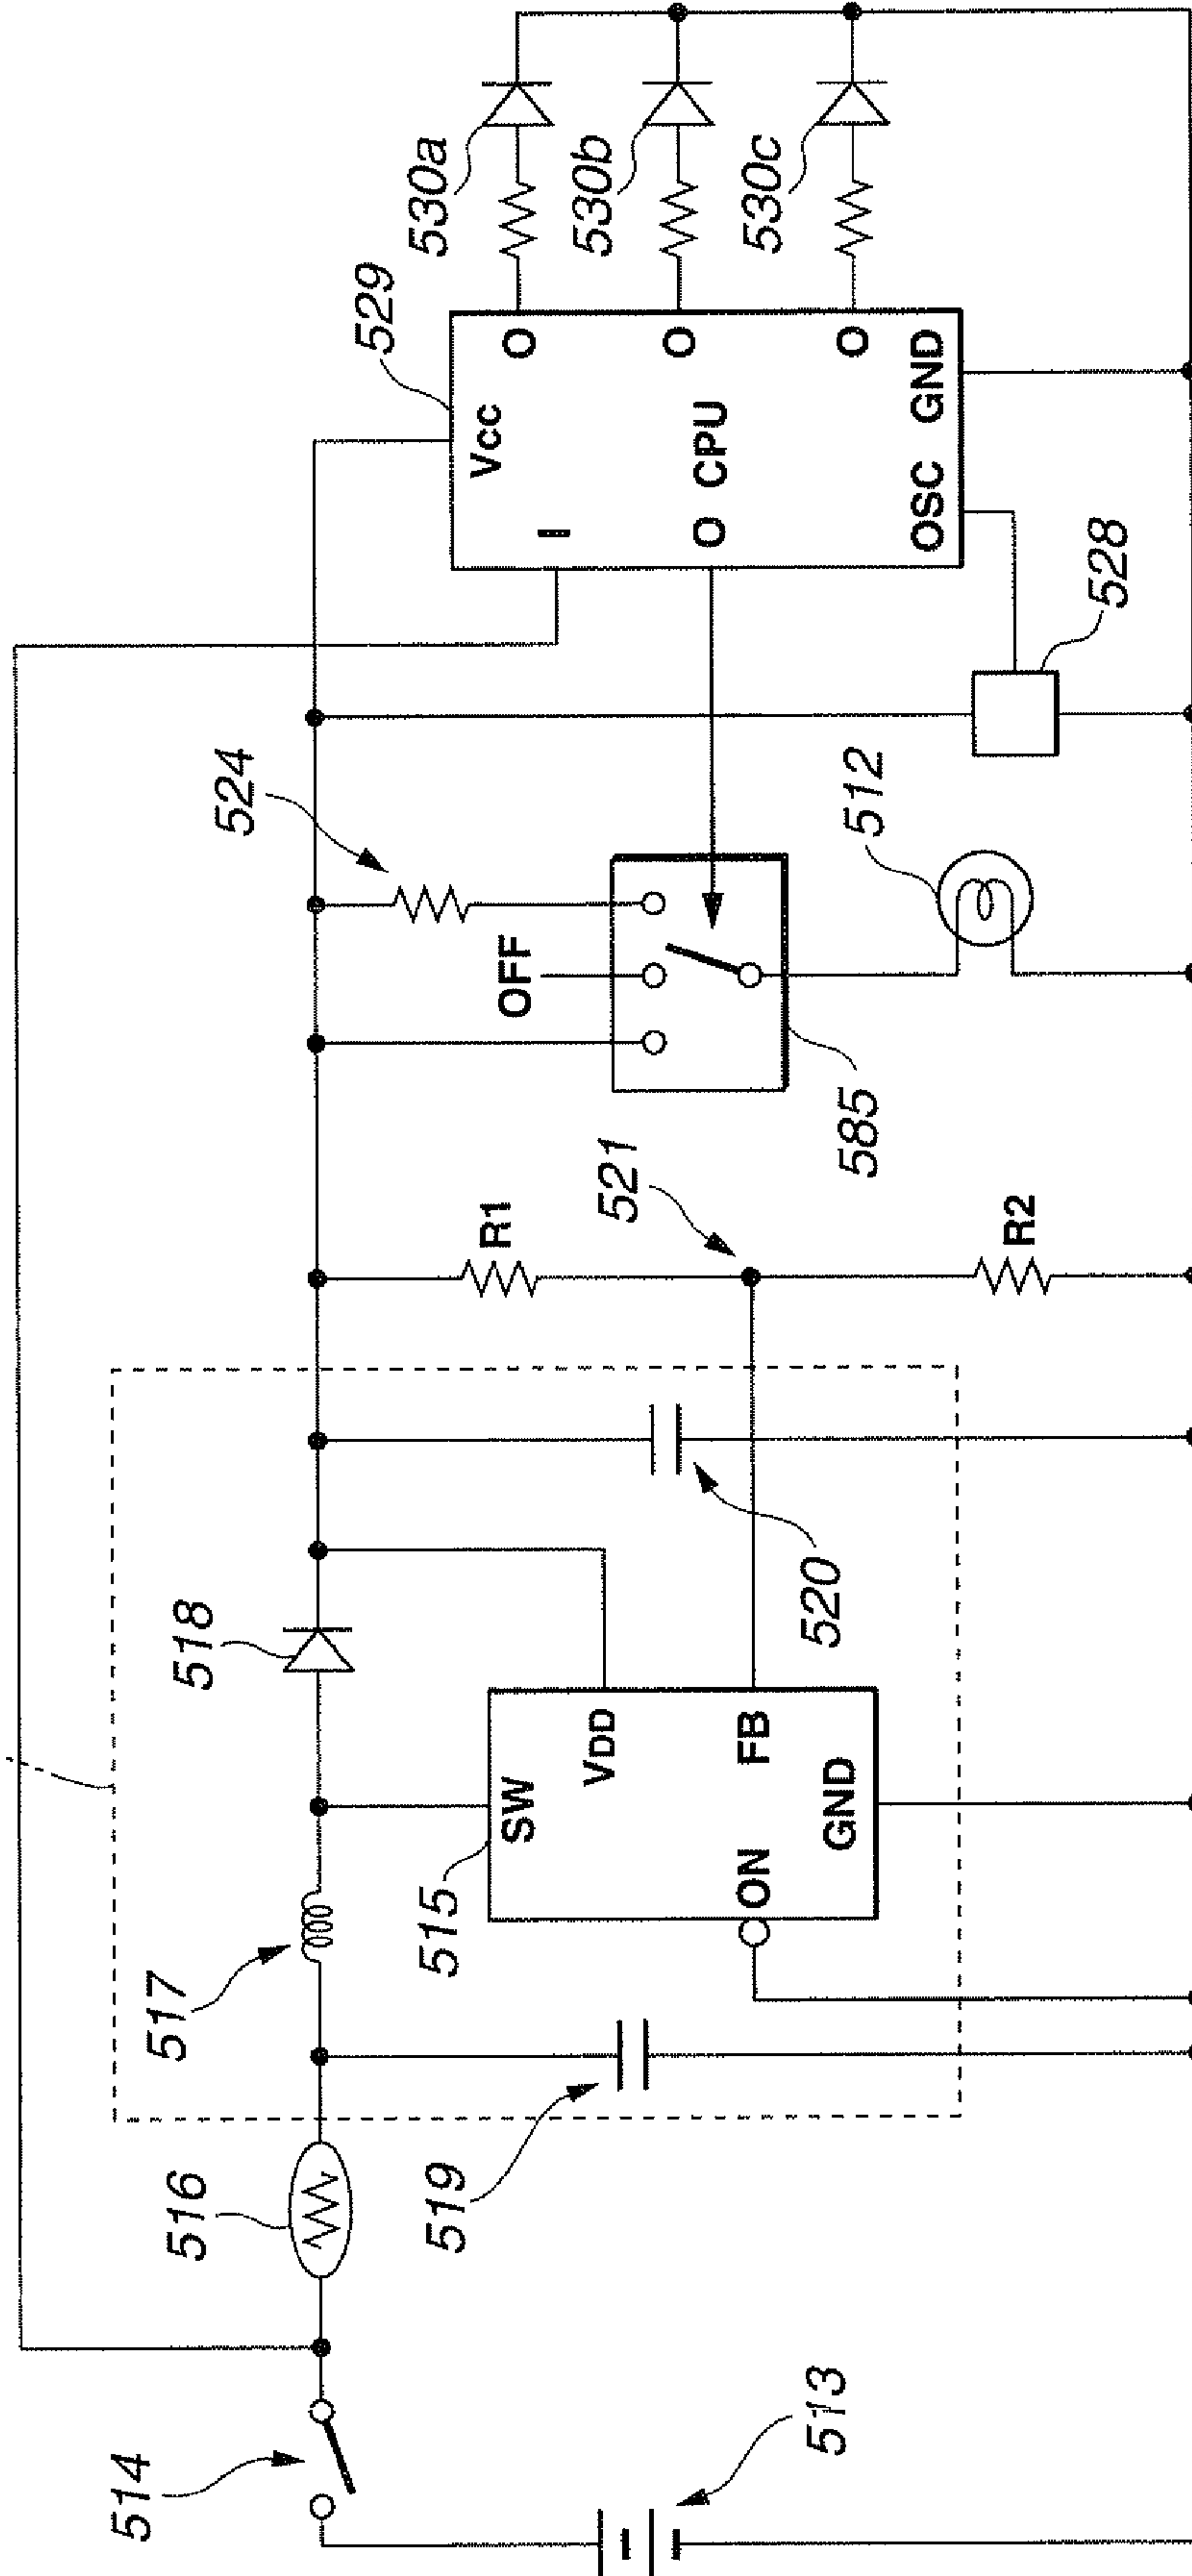 514
513
516
519
517
515
SW
VDD
ON
FB
GND
518
520
521
R1
R2
585
OFF
524
512
528
529
Vcc
I
O
CPU
O
O
O
OSC
GND
530a
530b
530c